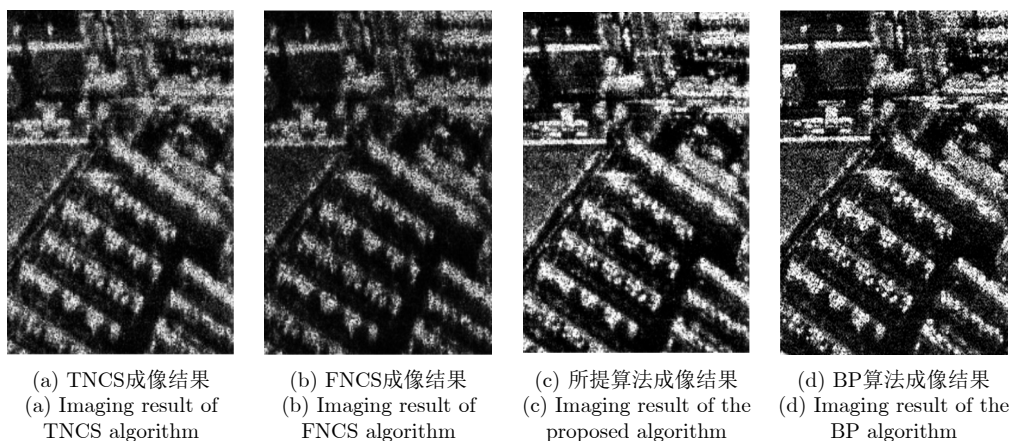 (a) TNCS成像结果
(a) Imaging result of
TNCS algorithm
(b) FNCS成像结果
(b) Imaging result of
FNCS algorithm
(c) 所提算法成像结果
(c) Imaging result of the
proposed algorithm
(d) BP算法成像结果
(d) Imaging result of the
BP algorithm